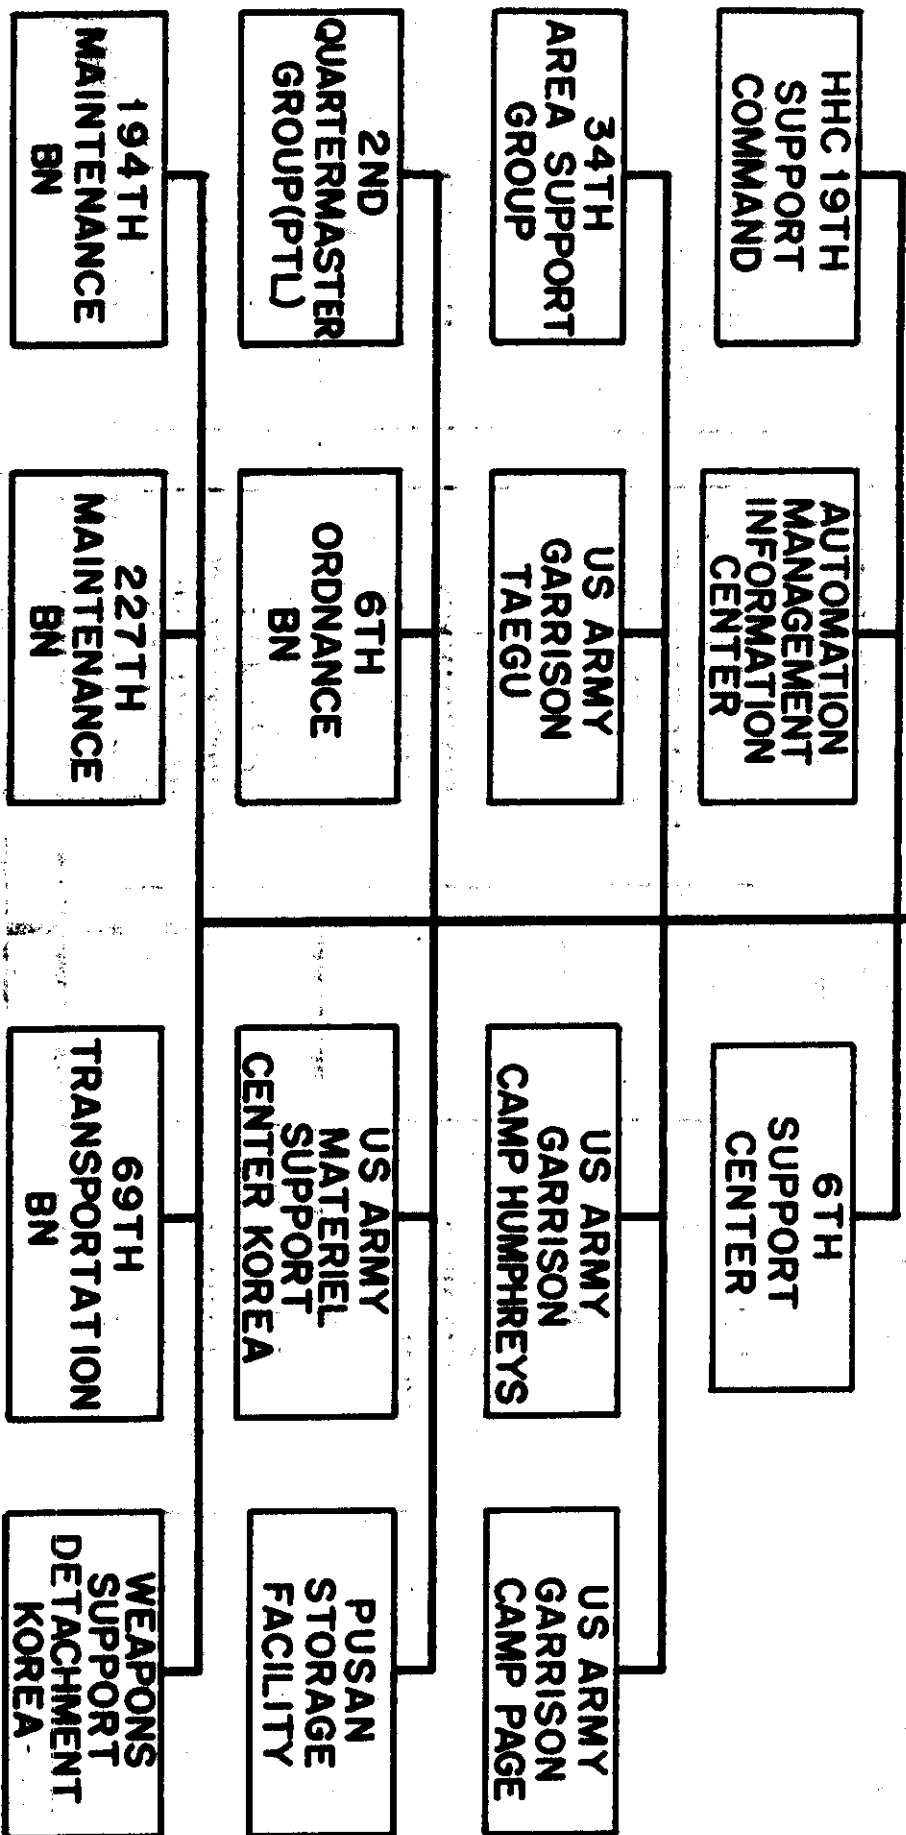 HHC 19TH
SUPPORT
COMMAND
AUTOMATION
MANAGEMENT
INFORMATION
CENTER
6TH
SUPPORT
CENTER
34TH
AREA SUPPORT
GROUP
US ARMY
GARRISON
TAEGU
US ARMY
GARRISON
CAMP HUMPHREYS
US ARMY
GARRISON
CAMP PAGE
2ND
QUARTERMASTER
GROUP(PTL)
6TH
ORDNANCE
BN
US ARMY
MATERIEL
SUPPORT
CENTER KOREA
PUSAN
STORAGE
FACILITY
194TH
MAINTENANCE
BN
227TH
MAINTENANCE
BN
69TH
TRANSPORTATION
BN
WEAPONS
SUPPORT
DETACHMENT
KOREA